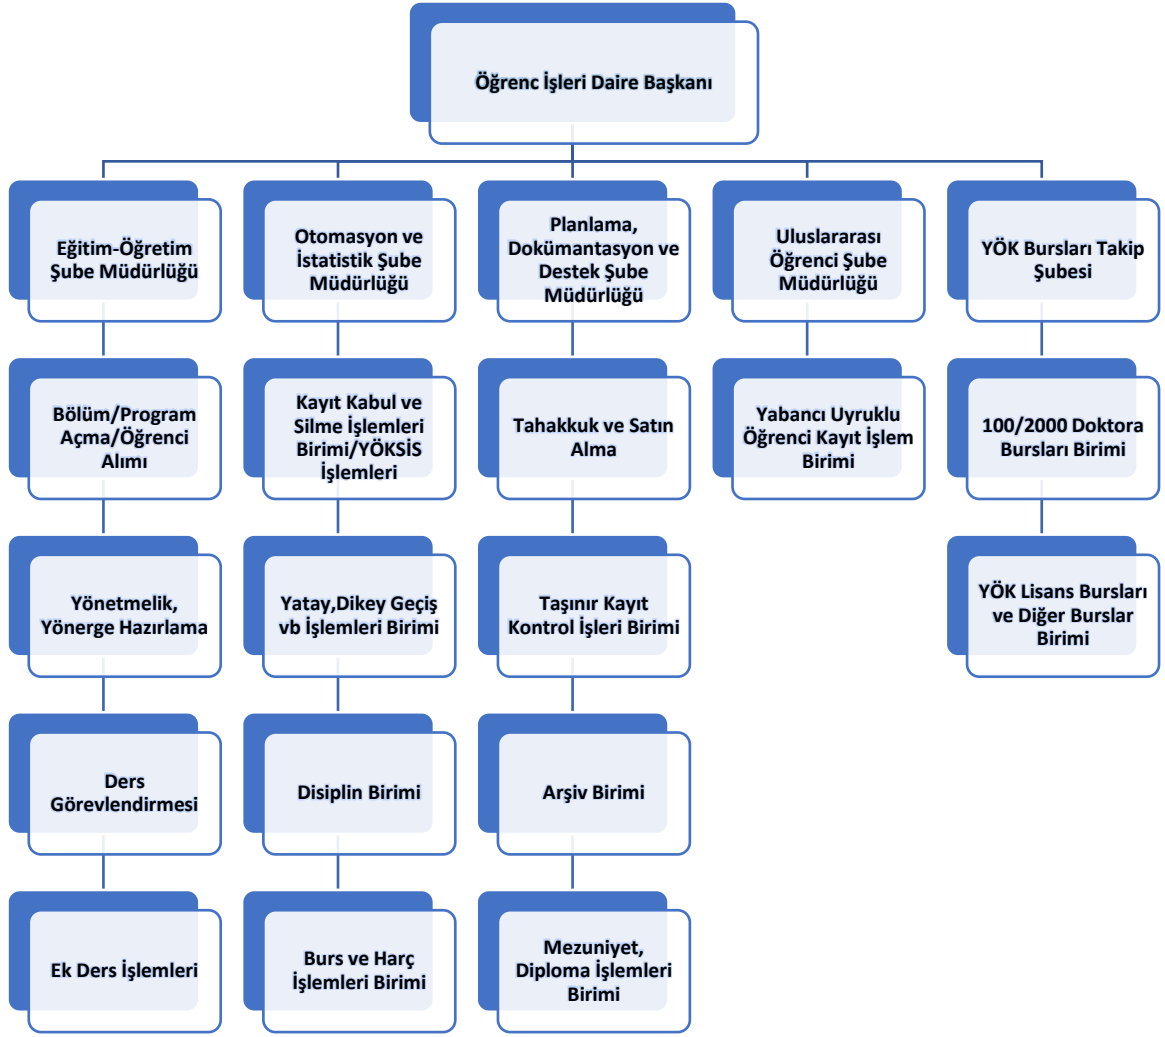 Öğrenc İşleri Daire Başkanı
Eğitim-Öğretim
Şube Müdürlüğü
Otomasyon ve
İstatistik Şube
Müdürlüğü
Planlama,
Dokümantasyon ve
Destek Şube
Müdürlüğü
Uluslararası
Öğrenci Şube
Müdürlüğü
YÖK Bursları Takip
Şubesi
Bölüm/Program
Açma/Öğrenci
Alımı
Kayıt Kabul ve
Silme İşlemleri
Birimi/YÖKSİS
İşlemleri
Tahakkuk ve Satın
Alma
Yabancı Uyruklu
Öğrenci Kayıt İşlem
Birimi
100/2000 Doktora
Bursları Birimi
Yönetmelik,
Yönerge Hazırlama
Yatay,Dikey Geçiş
vb İşlemleri Birimi
Taşınır Kayıt
Kontrol İşleri Birimi
YÖK Lisans Bursları
ve Diğer Burslar
Birimi
Ders
Görevlendirmesi
Disiplin Birimi
Arşiv Birimi
Ek Ders İşlemleri
Burs ve Harç
İşlemleri Birimi
Mezuniyet,
Diploma İşlemleri
Birimi